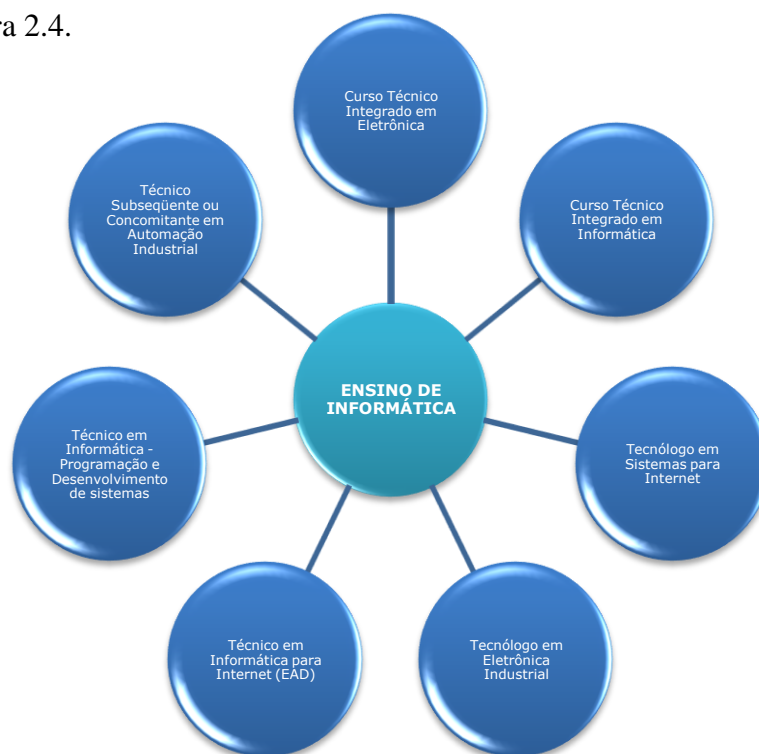 ra 2.4.
Curso Técnico
Integrado em
Eletrônica
Curso Técnico
Integrado em
Informática
Tecnólogo em
Sistemas para
Internet
Tecnólogo em
Eletrônica
Industrial
Técnico em
Informática para
Internet (EAD)
Técnico em
Informática -
Programação e
Desenvolvimento
de sistemas
Técnico
Subseqüente ou
Concomitante em
Automação
Industrial
ENSINO DE
INFORMÁTICA